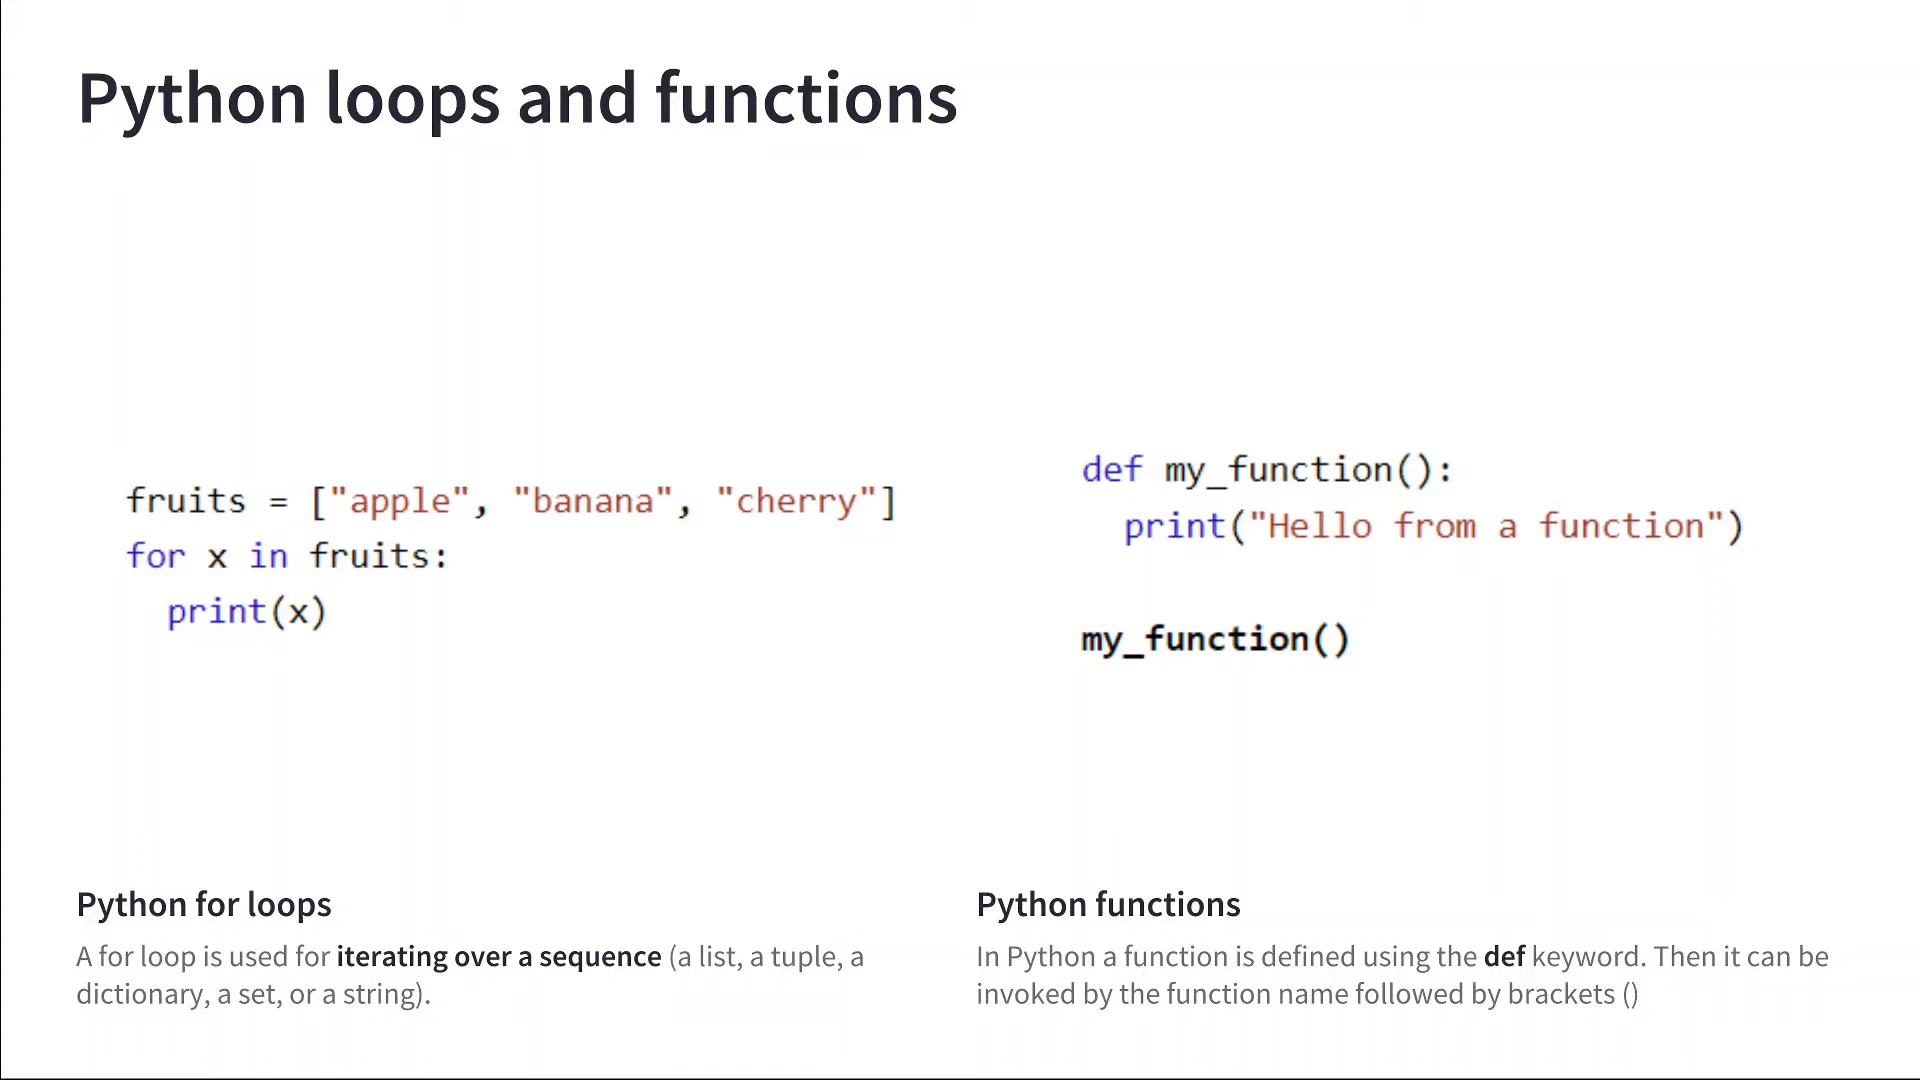 Python loops and functions
fruits = ["apple", "banana", "cherry"]
for x in fruits:
  print(x)
def my_function():
  print("Hello from a function")
my_function()
Python for loops
A for loop is used for iterating over a sequence (a list, a tuple, a
dictionary, a set, or a string).
Python functions
In Python a function is defined using the def keyword. Then it can be
invoked by the function name followed by brackets ()